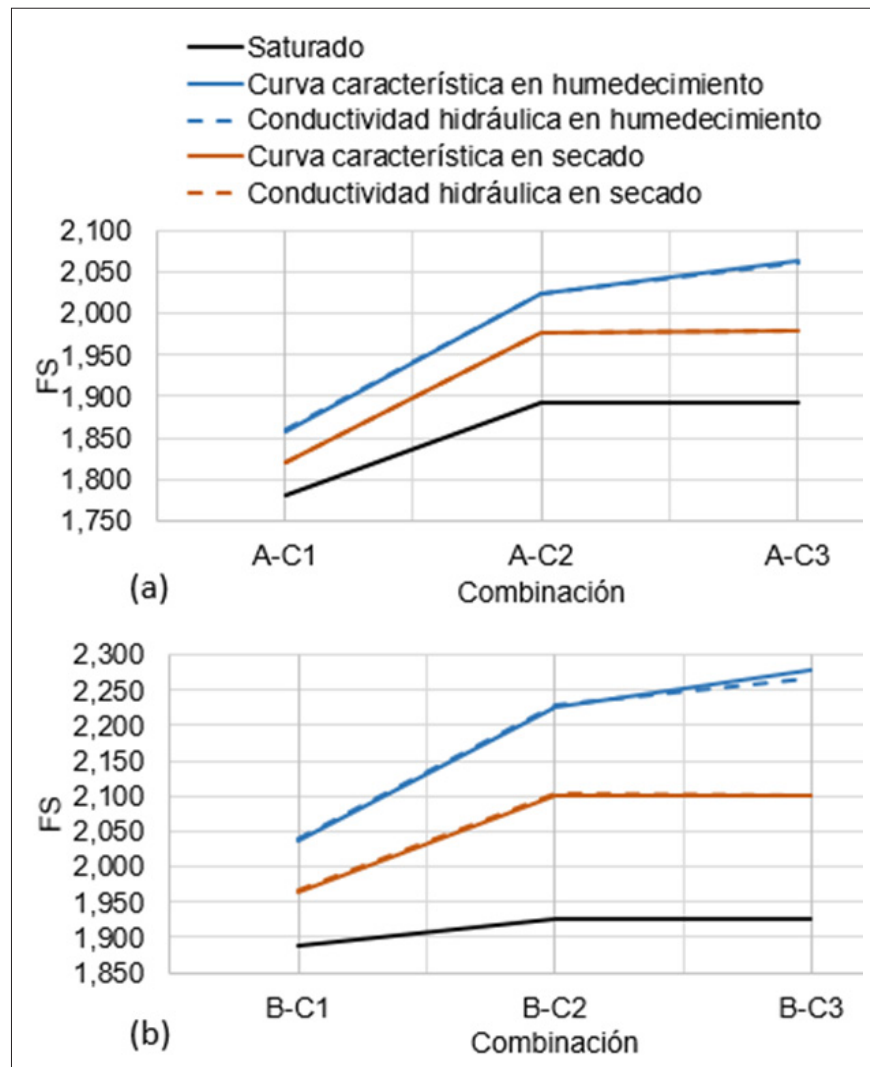 Saturado
Curva característica en humedecimiento
Conductividad hidráulica en humedecimiento
Curva característica en secado
Conductividad hidráulica en secado
2,100
2,050
2,000
1,950
1,900
1,850
1,800
1,750
FS
A-C1 A-C2 A-C3
(a)
Combinación
2,300
2,250
2,200
2,150
2,100
2,050
2,000
1,950
1,900
1,850
FS
B-C1 B-C2 B-C3
(b)
Combinación